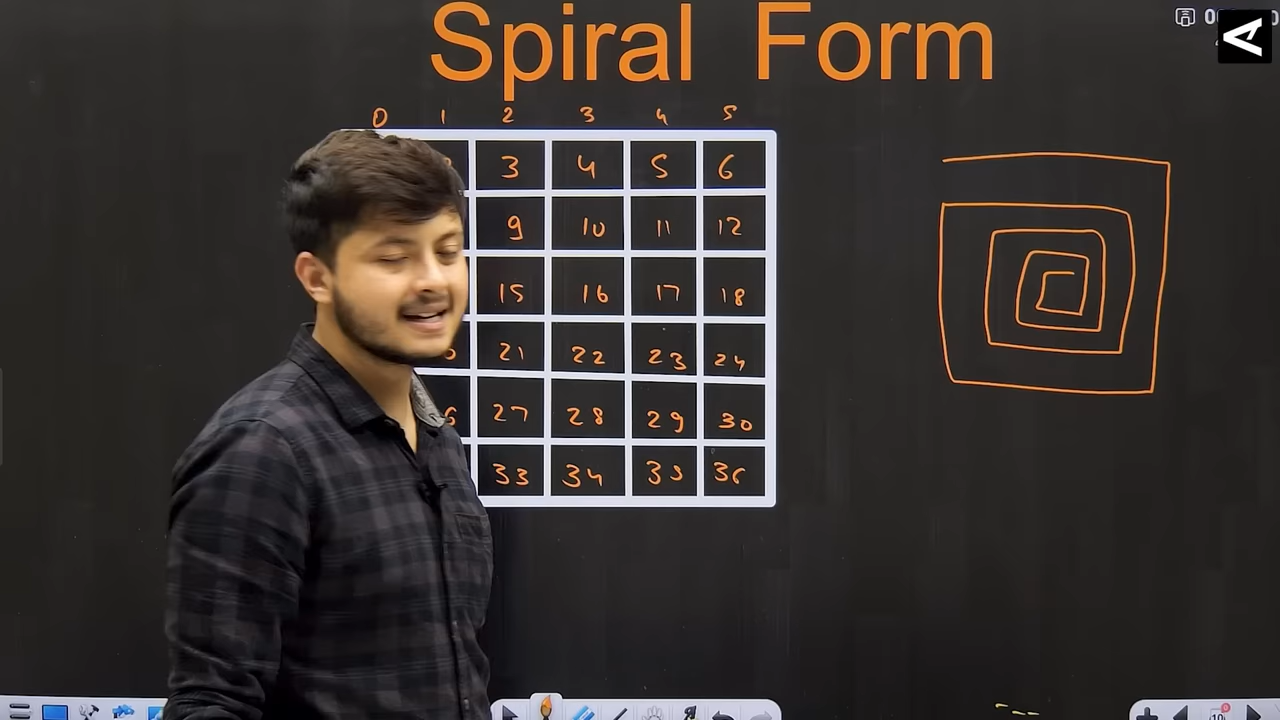 Spiral Form
0 1 2 3 4 5
3 4 5 6
9 10 11 12
15 16 17 18
21 22 23 24
27 28 29 30
33 34 35 36